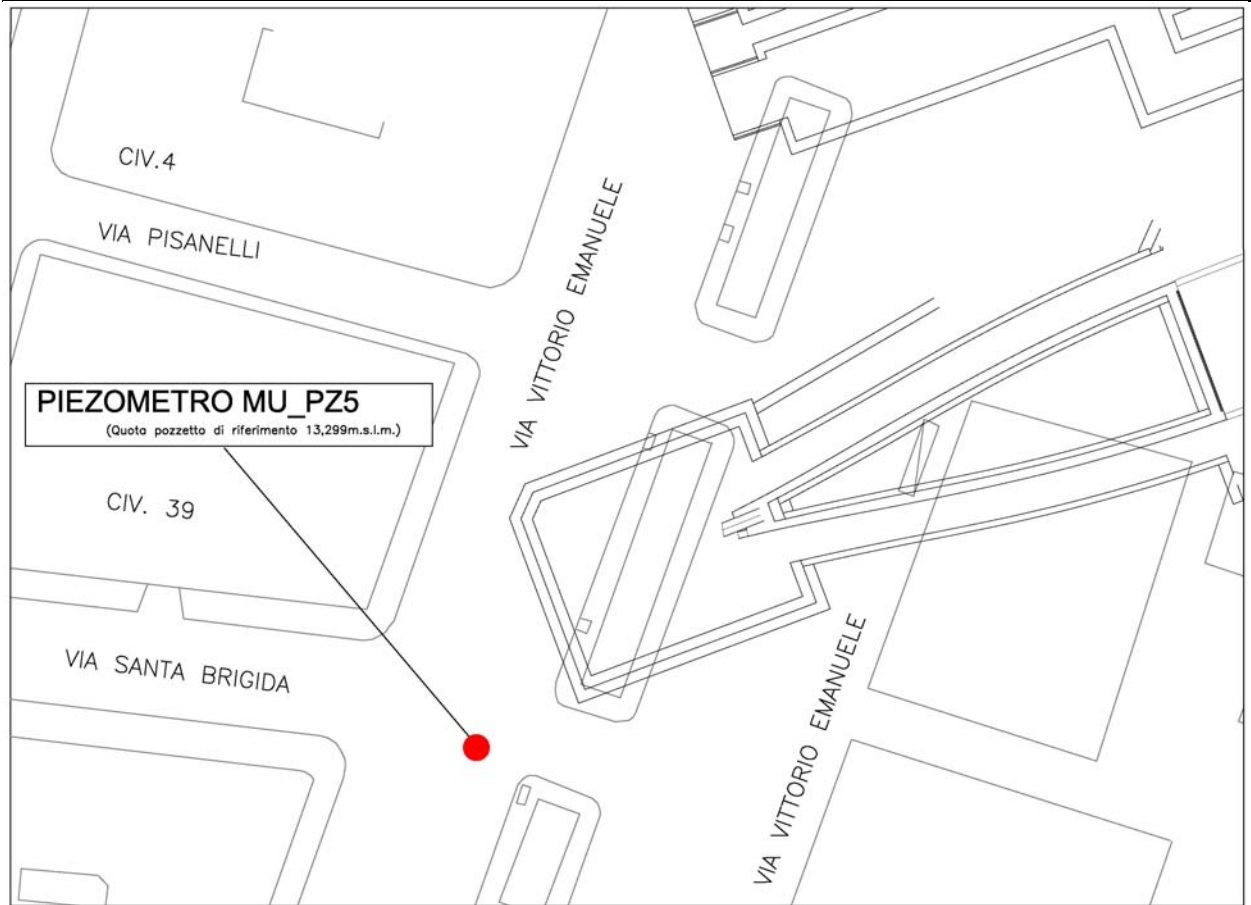 CIV.4
VIA PISANELLI
VIA VITTORIO EMANUELE
PIEZOMETRO MU_PZ5
(Quota pozzetto di riferimento 13,299m.s.l.m.)
CIV. 39
VIA SANTA BRIGIDA
VIA VITTORIO EMANUELE